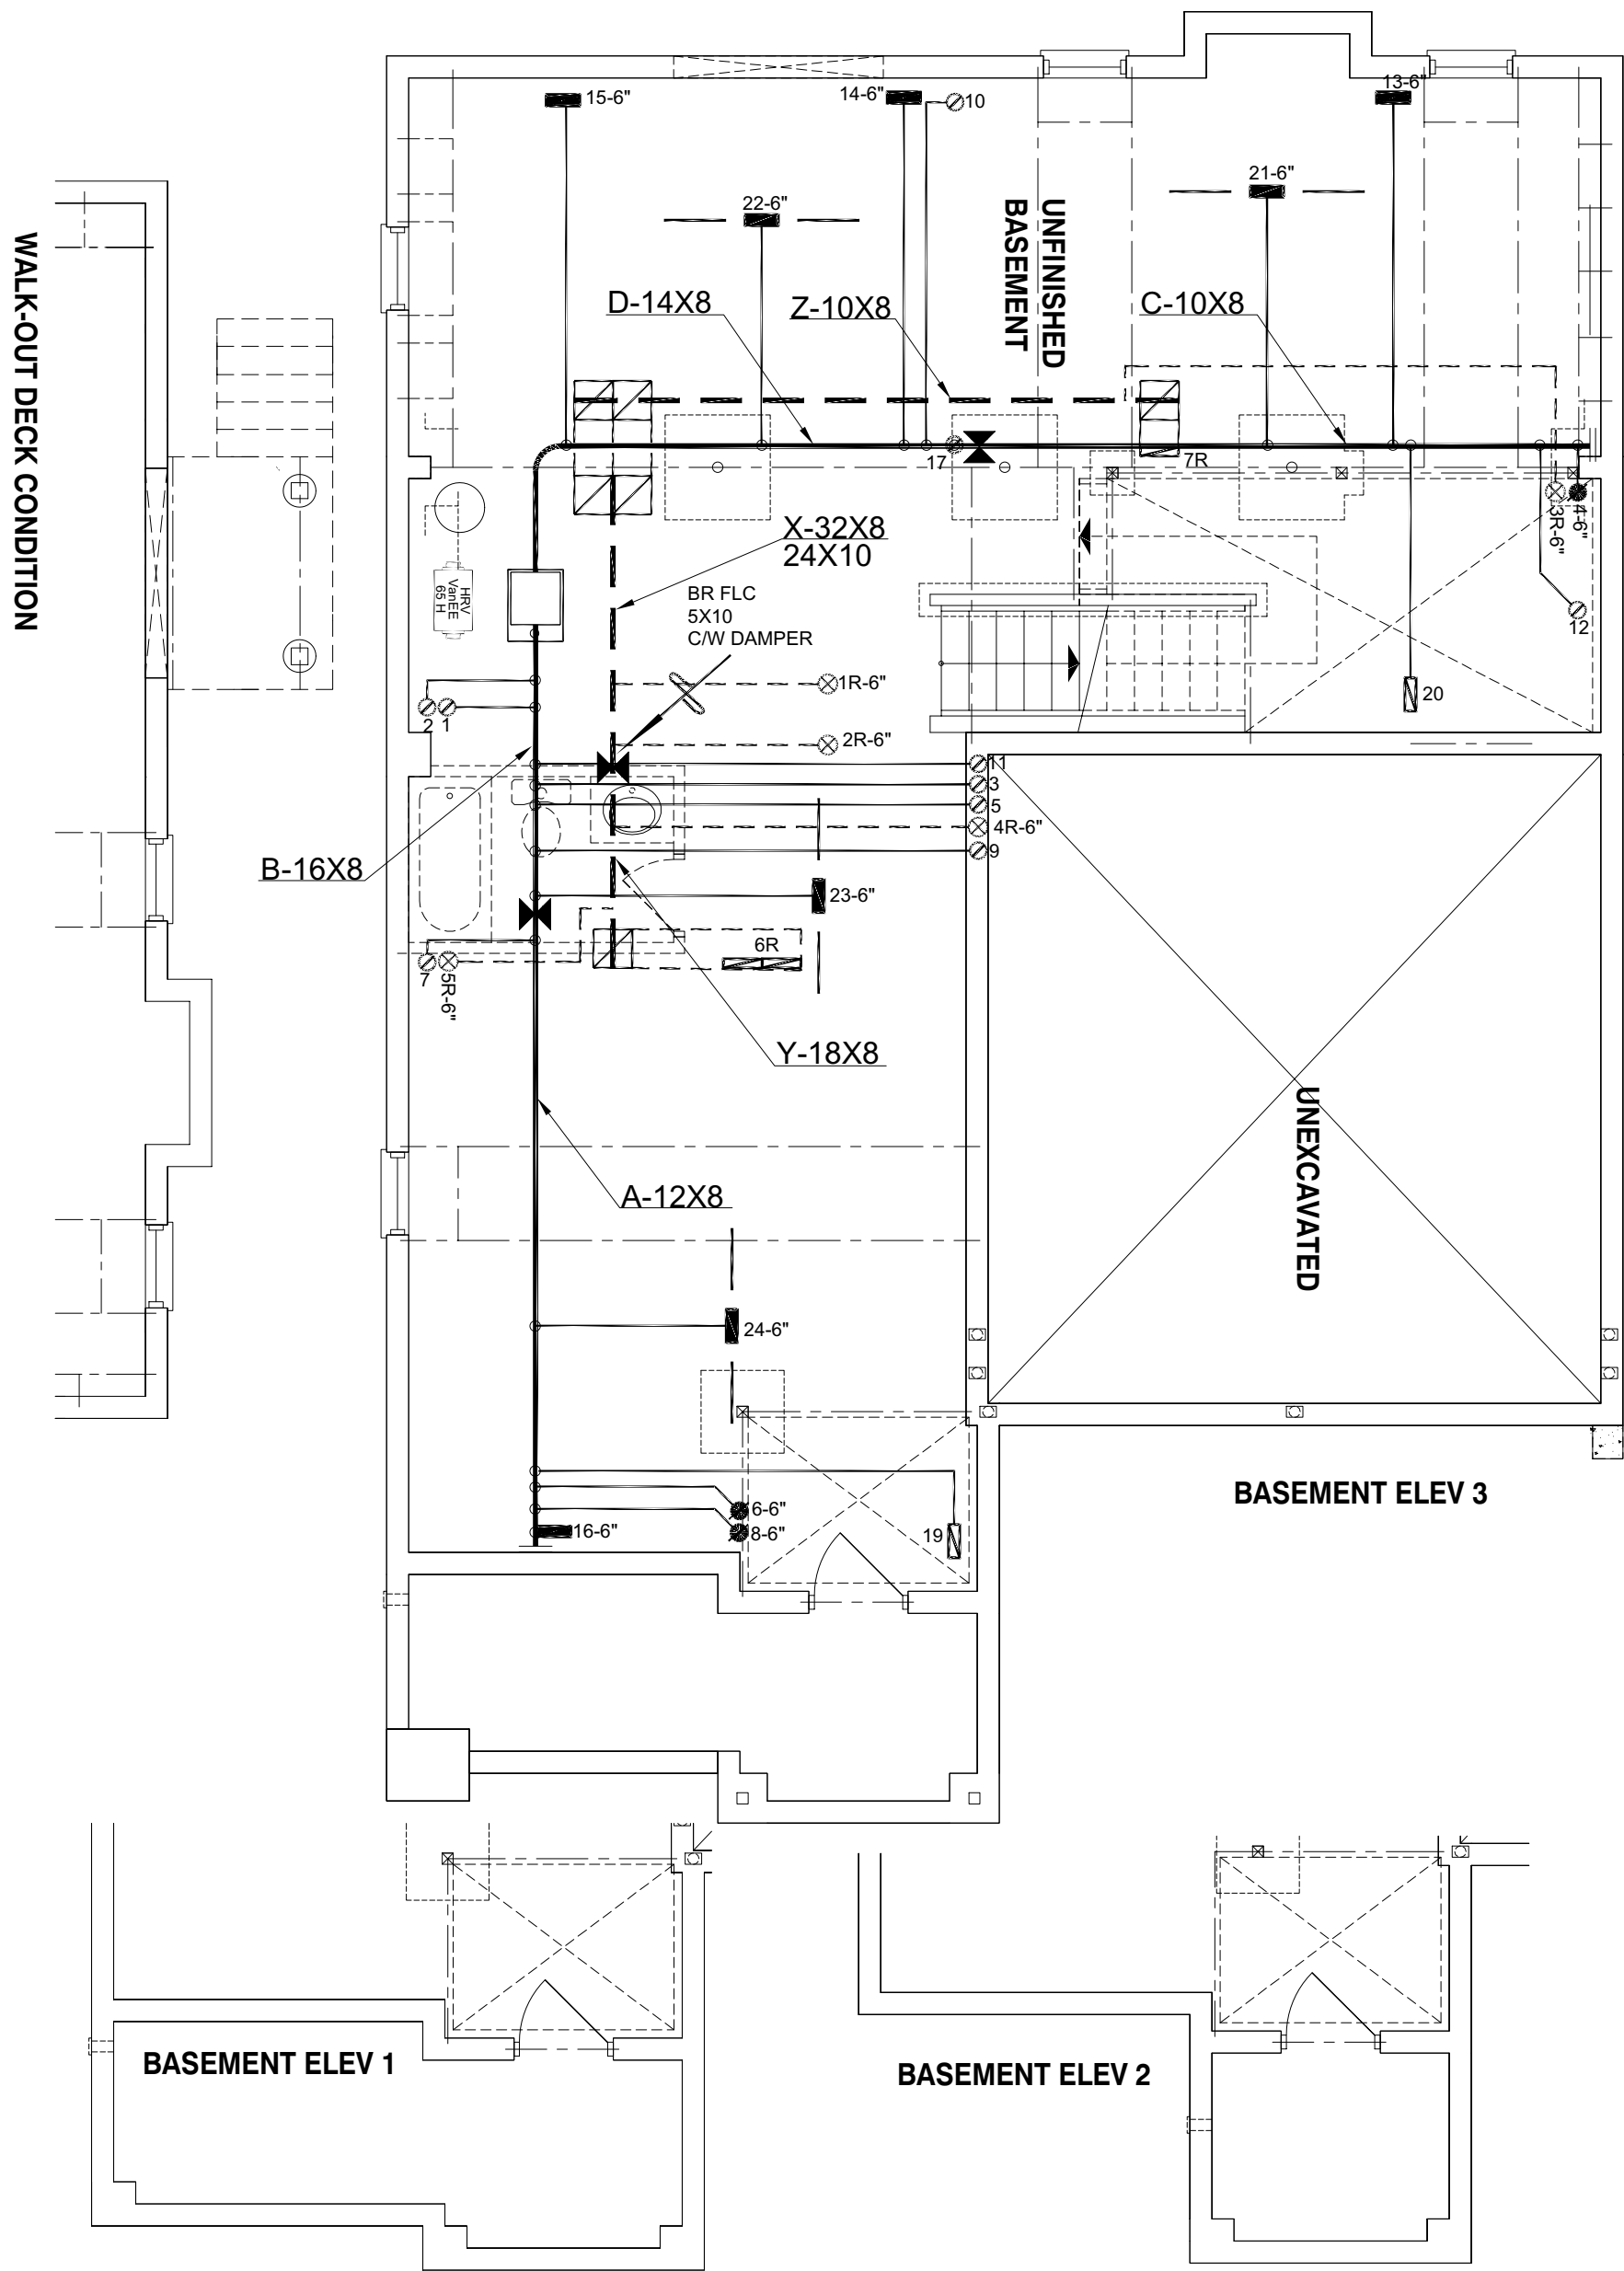 15-6"
14-6"
10
13-6"
22-6"
21-6"
UNFINISHED
BASEMENT
D-14X8
Z-10X8
C-10X8
WALK-OUT DECK CONDITION
17
7R
X-32X8
24X10
3R-6"
4-6"
HRV
VanEE
65 H
BR FLC
5X10
C/W DAMPER
12
1R-6"
20
2
1
2R-6"
11
3
5
4R-6"
9
B-16X8
23-6"
6R
7
5R-6"
Y-18X8
UNEXCAVATED
A-12X8
24-6"
BASEMENT ELEV 3
6-6"
16-6"
8-6"
19
BASEMENT ELEV 1
BASEMENT ELEV 2